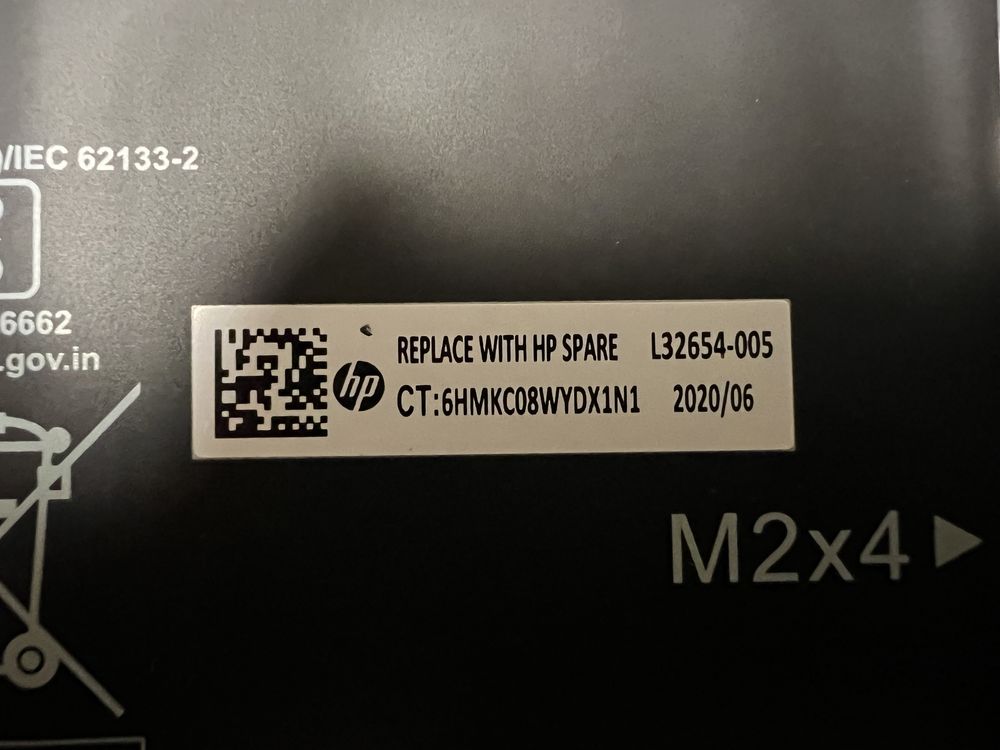 )/IEC 62133-2
6662
.gov.in
hp
REPLACE WITH HP SPARE L32654-005
CT:6HMKC08WYDX1N1 2020/06
M2x4